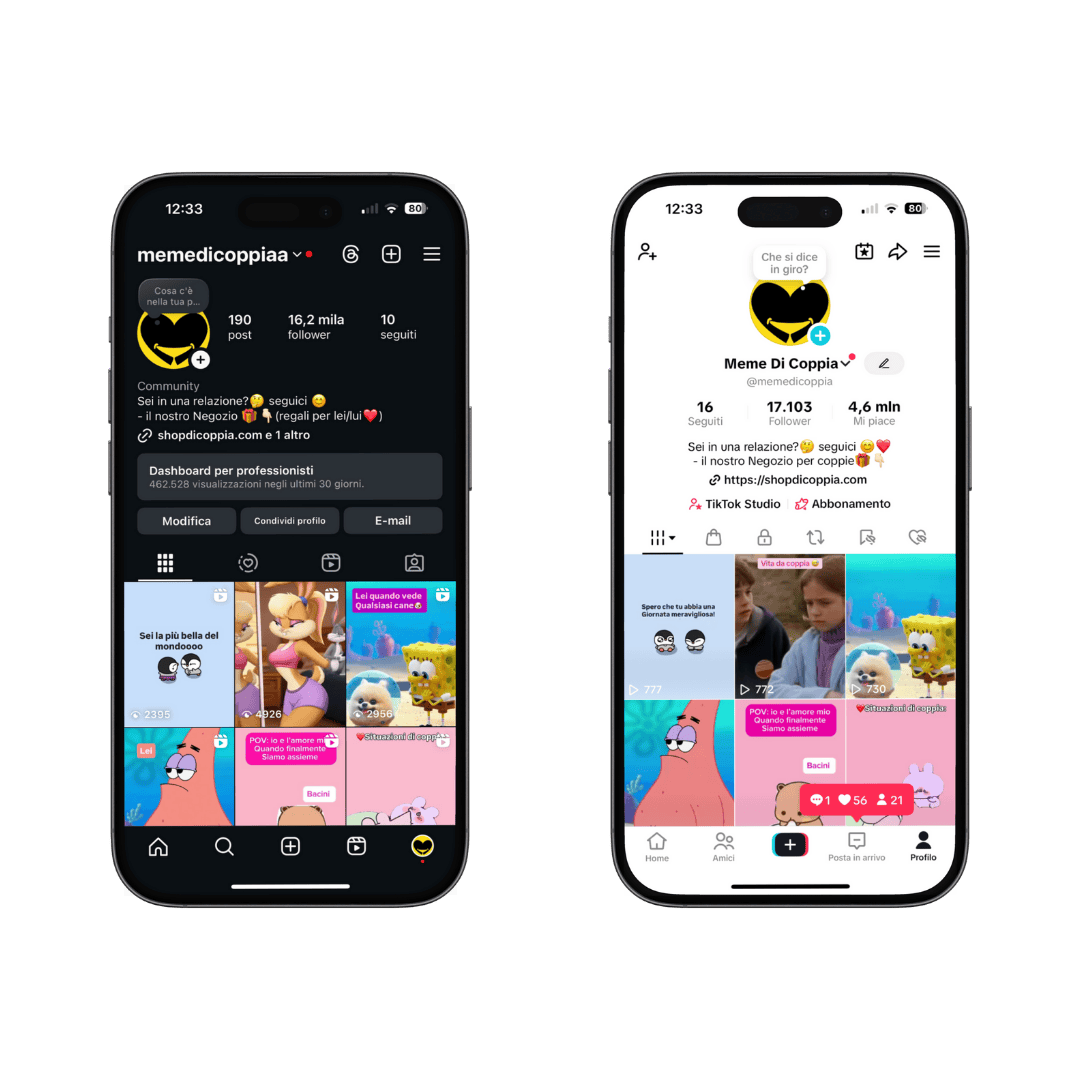 12:33
80
memedicoppiaa
Cosa c'è
nella tua p...
190
post
16,2 mila
follower
10
seguiti
Community
Sei in una relazione?🤔 seguici 😊
- il nostro Negozio 🎁👇🏻(regali per lei/lui❤️)
shopdicoppia.com e 1 altro
Dashboard per professionisti
462.528 visualizzazioni negli ultimi 30 giorni.
Modifica
Condividi profilo
E-mail
Sei la più bella del
mondoooo
2395
4926
Lei quando vede
Qualsiasi cane🐶
2956
Lei
POV: io e l'amore mio
Quando finalmente
Siamo assieme
Bacini
❤️Situazioni di coppia
12:33
80
Che si dice
in giro?
Meme Di Coppia
@memedicoppia
16
Seguiti
17.103
Follower
4,6 mln
Mi piace
Sei in una relazione?🤔 seguici 😊❤️
- il nostro Negozio per coppie🎁👇🏻
https://shopdicoppia.com
TikTok Studio
Abbonamento
Spero che tu abbia una
Giornata meravigliosa!
777
Vita da coppia 🤣
772
730
POV: io e l'amore mio
Quando finalmente
Siamo assieme
Bacini
❤️Situazioni di coppia:
1 56 21
Home
Amici
Posta in arrivo
Profilo